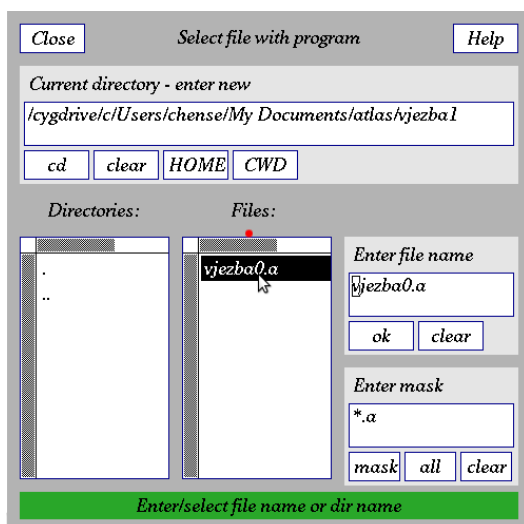 Close Select file with program Help
Current directory - enter new
/cygdrive/c/Users/chense/My Documents/atlas/vjezba1
cd clear HOME CWD
Directories: Files:
.
..
vjezba0.a
Enter file name
vjezba0.a
ok clear
Enter mask
*.a
mask all clear
Enter/select file name or dir name